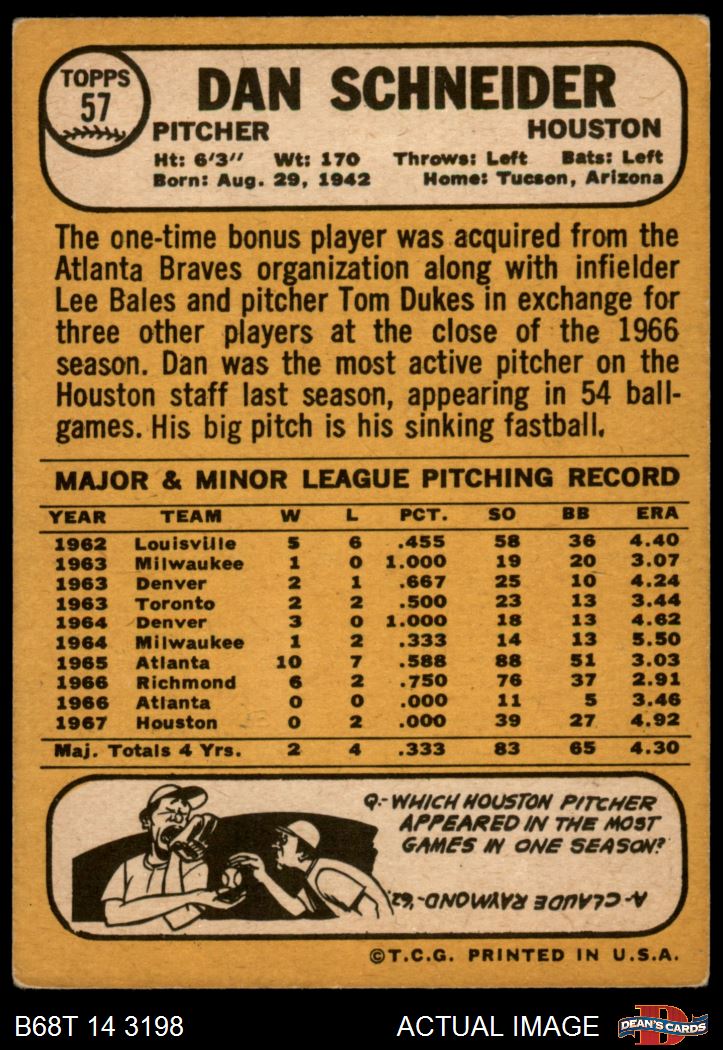 TOPPS
57
DAN SCHNEIDER
PITCHER HOUSTON
Ht: 6'3" Wt: 170 Throws: Left Bats: Left
Born: Aug. 29, 1942 Home: Tucson, Arizona
The one-time bonus player was acquired from the
Atlanta Braves organization along with infielder
Lee Bales and pitcher Tom Dukes in exchange for
three other players at the close of the 1966
season. Dan was the most active pitcher on the
Houston staff last season, appearing in 54 ball-
games. His big pitch is his sinking fastball.
MAJOR & MINOR LEAGUE PITCHING RECORD
YEAR TEAM W L PCT. SO BB ERA
1962 Louisville 5 6 .455 58 36 4.40
1963 Milwaukee 1 0 1.000 19 20 3.07
1963 Denver 2 1 .667 25 10 4.24
1963 Toronto 2 2 .500 23 13 3.44
1964 Denver 3 0 1.000 18 13 4.62
1964 Milwaukee 1 2 .333 14 13 5.50
1965 Atlanta 10 7 .588 88 51 3.03
1966 Richmond 6 2 .750 76 37 2.91
1966 Atlanta 0 0 .000 11 5 3.46
1967 Houston 0 2 .000 39 27 4.92
Maj. Totals 4 Yrs. 2 4 .333 83 65 4.30
Q.-WHICH HOUSTON PITCHER
APPEARED IN THE MOST
GAMES IN ONE SEASON?
A-CLAUDE RAYMOND-'62.
©T.C.G. PRINTED IN U.S.A.
B68T 14 3198 ACTUAL IMAGE DEAN'S CARDS